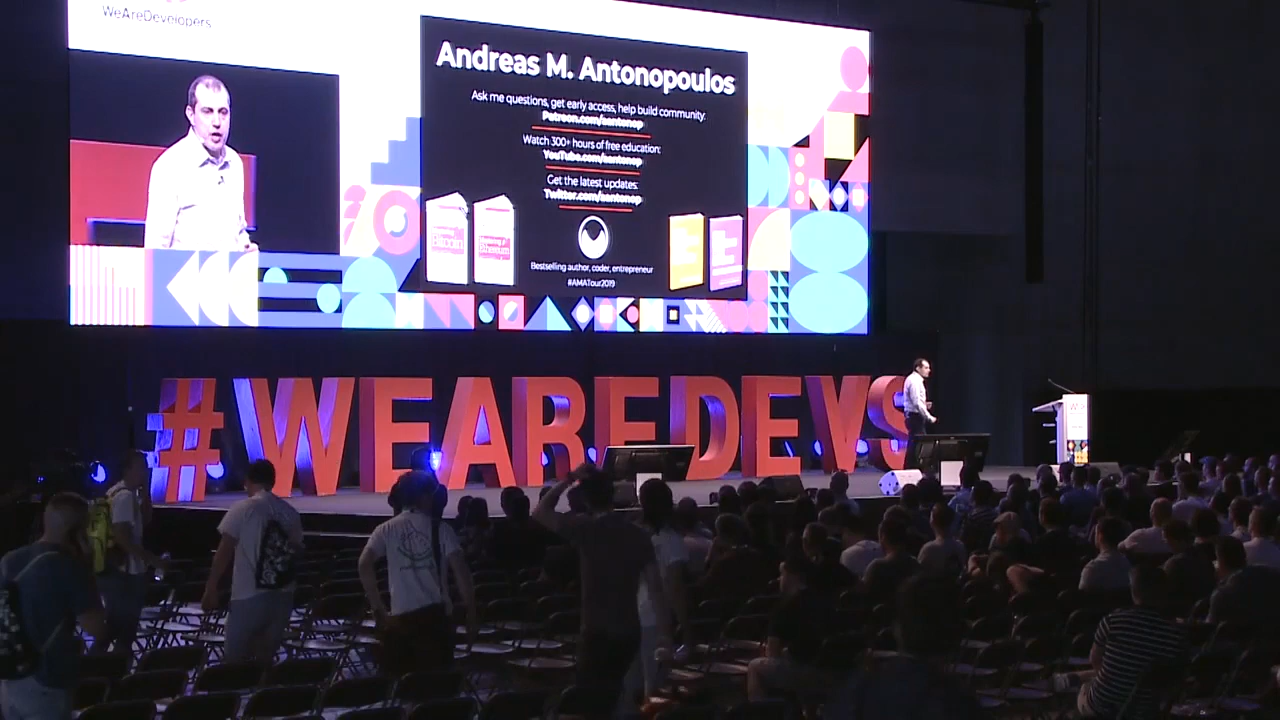 WeAreDevelopers
Andreas M. Antonopoulos
Ask me questions, get early access, help build community:
Patreon.com/aantonop
Watch 300+ hours of free education:
YouTube.com/aantonop
Get the latest updates:
Twitter.com/aantonop
Bitcoin
Bestselling author, coder, entrepreneur
#AMATour2019
#WEAREDEVS